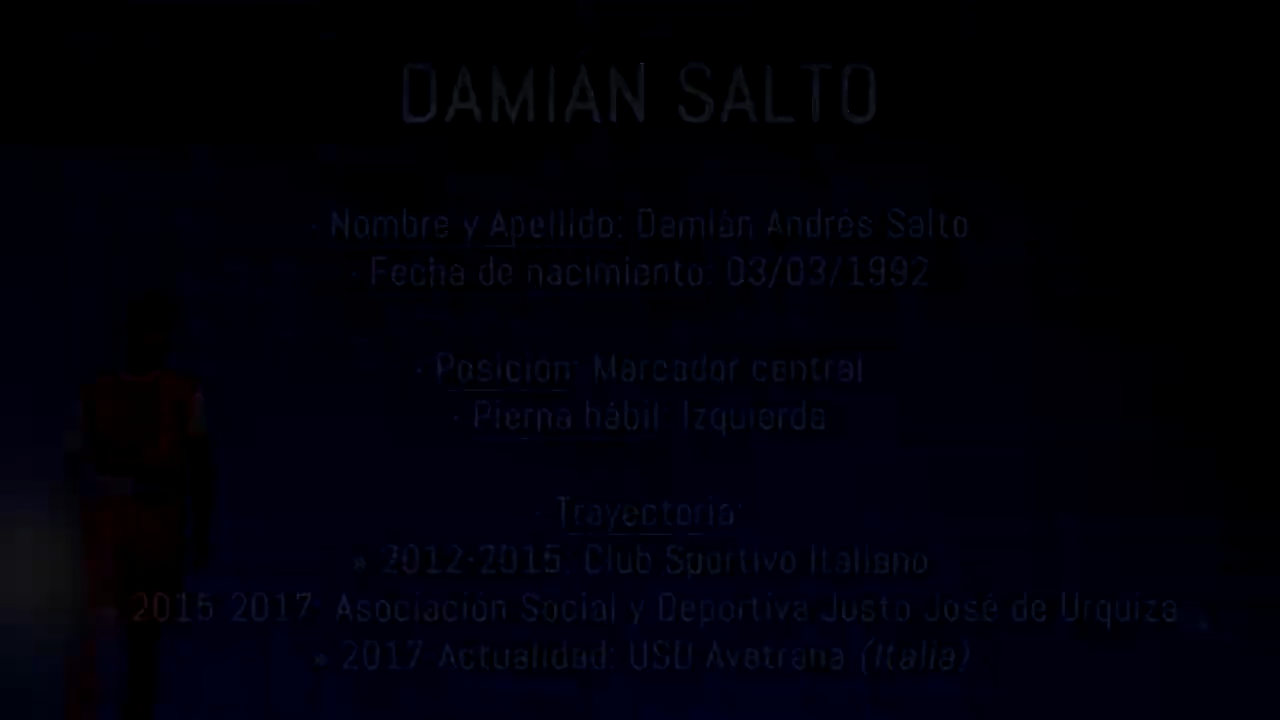 DAMIÁN SALTO
- Nombre y Apellido: Damián Andrés Salto
- Fecha de nacimiento: 03/03/1992
- Posición: Marcador central
- Pierna hábil: Izquierda
- Trayectoria:
» 2012-2015: Club Sportivo Italiano
2015-2017: Asociación Social y Deportiva Justo José de Urquiza
» 2017-Actualidad: USD Avetrana (Italia)